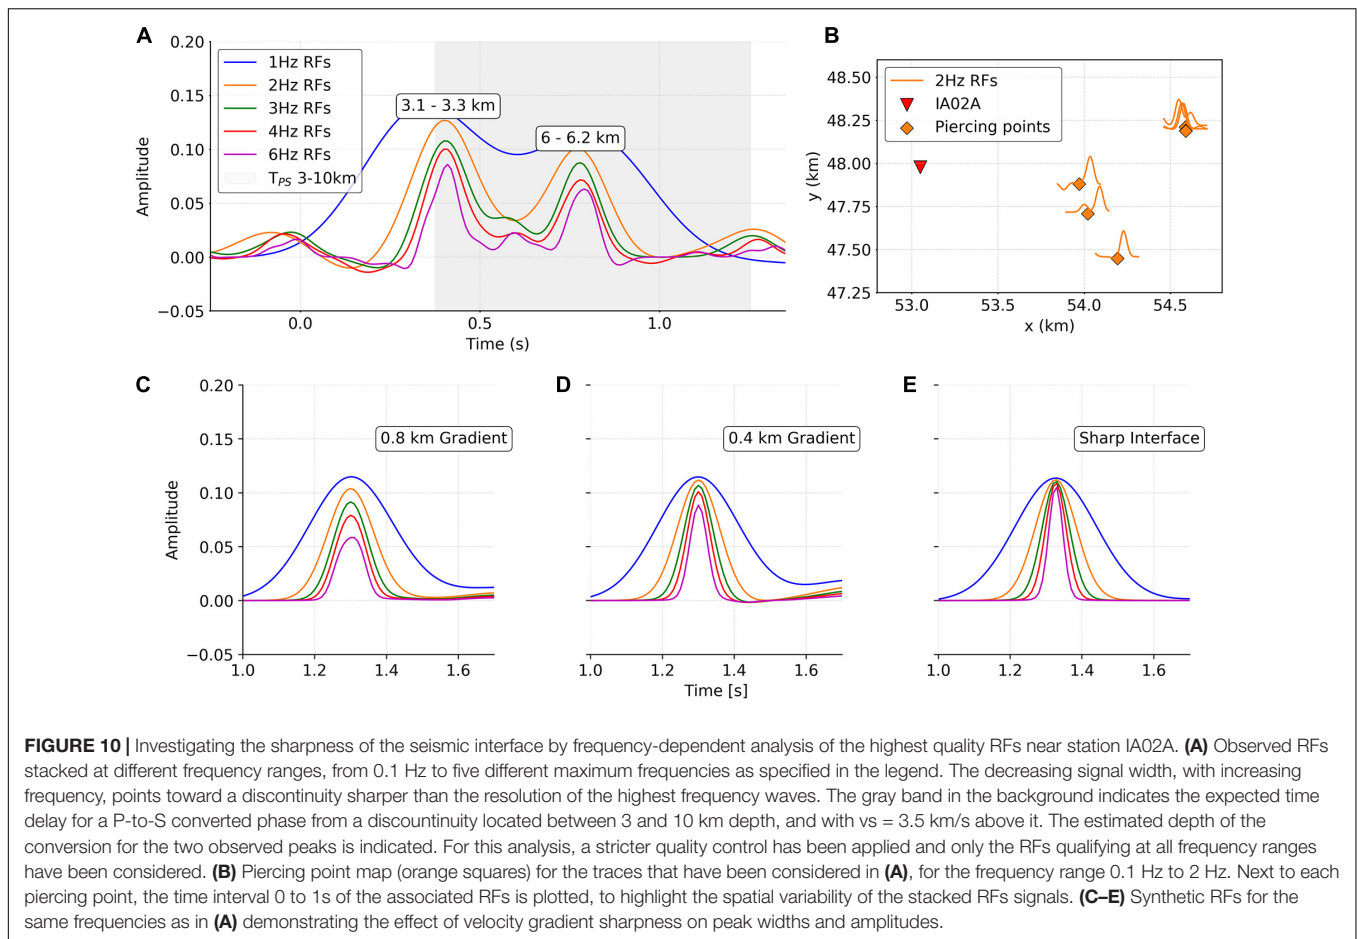 A
0.20
0.15
0.10
0.05
0.00
−0.05
Amplitude
1Hz RFs
2Hz RFs
3Hz RFs
4Hz RFs
6Hz RFs
TPS 3-10km
3.1 - 3.3 km
6 - 6.2 km
0.0 0.5 1.0
Time (s)
B
48.50
48.25
48.00
47.75
47.50
47.25
y (km)
2Hz RFs
IA02A
Piercing points
53.0 53.5 54.0 54.5
x (km)
C
0.20
0.15
0.10
0.05
0.00
−0.05
Amplitude
0.8 km Gradient
1.0 1.2 1.4 1.6
D
0.4 km Gradient
1.0 1.2 1.4 1.6
Time [s]
E
Sharp Interface
1.0 1.2 1.4 1.6
FIGURE 10 | Investigating the sharpness of the seismic interface by frequency-dependent analysis of the highest quality RFs near station IA02A. (A) Observed RFs
stacked at different frequency ranges, from 0.1 Hz to five different maximum frequencies as specified in the legend. The decreasing signal width, with increasing
frequency, points toward a discontinuity sharper than the resolution of the highest frequency waves. The gray band in the background indicates the expected time
delay for a P-to-S converted phase from a discontinuity located between 3 and 10 km depth, and with vs = 3.5 km/s above it. The estimated depth of the
conversion for the two observed peaks is indicated. For this analysis, a stricter quality control has been applied and only the RFs qualifying at all frequency ranges
have been considered. (B) Piercing point map (orange squares) for the traces that have been considered in (A), for the frequency range 0.1 Hz to 2 Hz. Next to each
piercing point, the time interval 0 to 1s of the associated RFs is plotted, to highlight the spatial variability of the stacked RFs signals. (C–E) Synthetic RFs for the
same frequencies as in (A) demonstrating the effect of velocity gradient sharpness on peak widths and amplitudes.